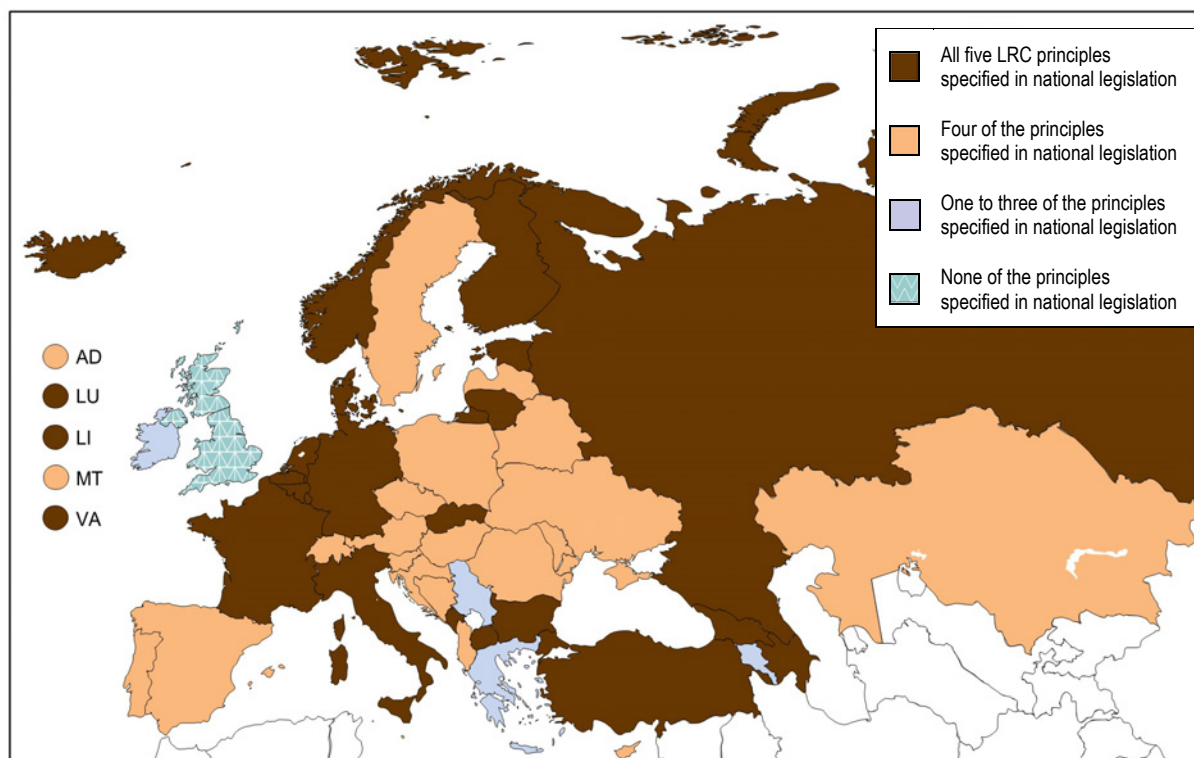 All five LRC principles
specified in national legislation
Four of the principles
specified in national legislation
One to three of the principles
specified in national legislation
None of the principles
specified in national legislation
AD
LU
LI
MT
VA